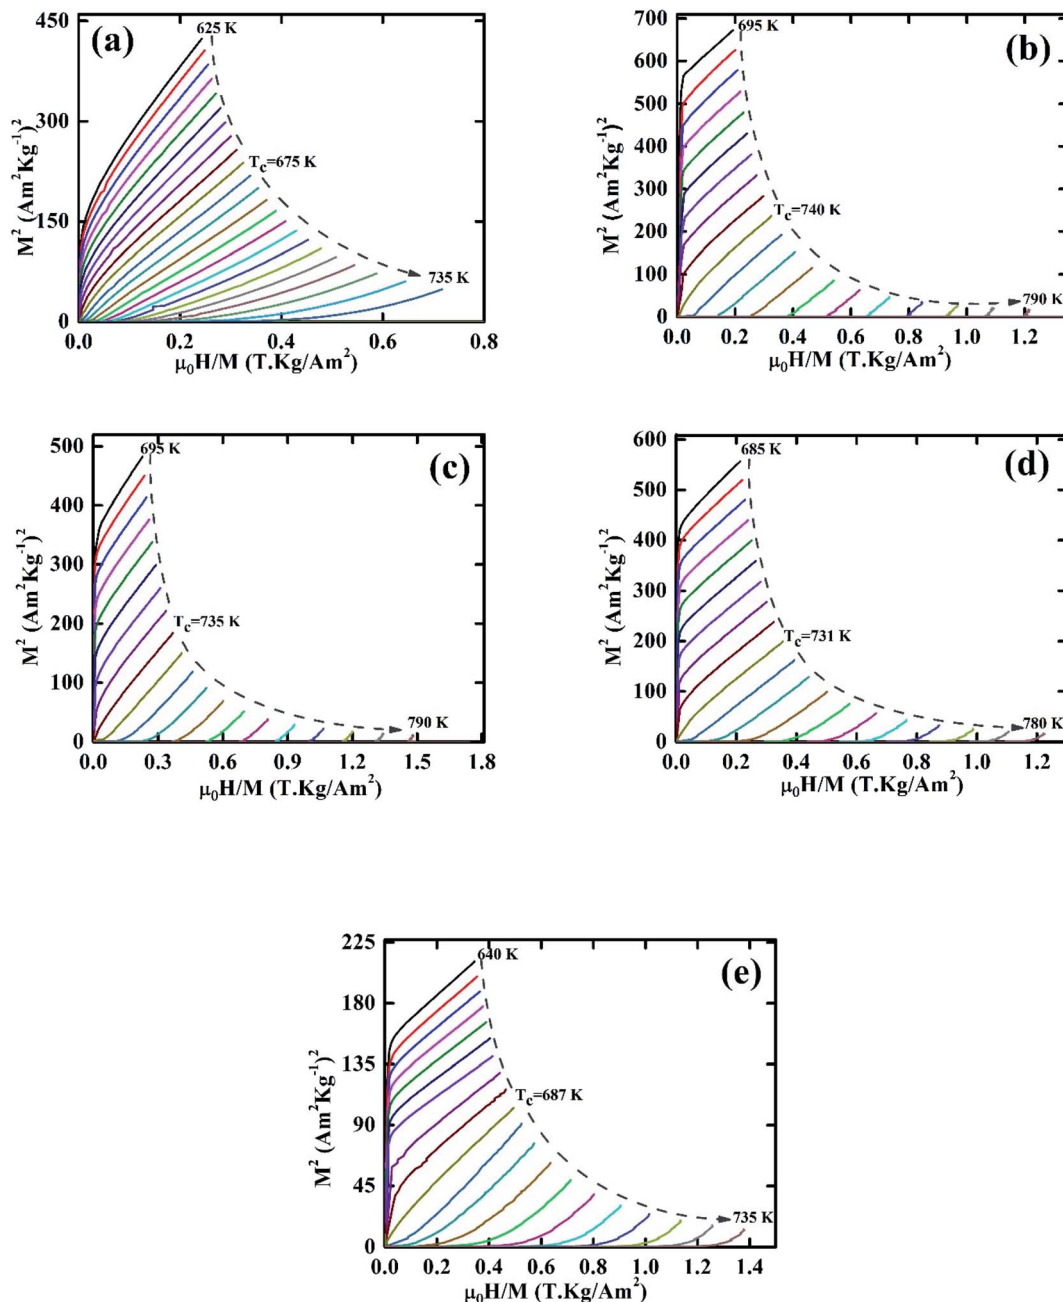 (a)
450
300
150
0
M² (Am²Kg⁻¹)²
625 K
T_c=675 K
735 K
0.0 0.2 0.4 0.6 0.8
μ₀H/M (T.Kg/Am²)
(b)
700
600
500
400
300
200
100
0
M² (Am²Kg⁻¹)²
695 K
T_c=740 K
790 K
0.0 0.2 0.4 0.6 0.8 1.0 1.2
μ₀H/M (T.Kg/Am²)
(c)
500
400
300
200
100
0
M² (Am²Kg⁻¹)²
695 K
T_c=735 K
790 K
0.0 0.3 0.6 0.9 1.2 1.5 1.8
μ₀H/M (T.Kg/Am²)
(d)
600
500
400
300
200
100
0
M² (Am²Kg⁻¹)²
685 K
T_c=731 K
780 K
0.0 0.2 0.4 0.6 0.8 1.0 1.2
μ₀H/M (T.Kg/Am²)
(e)
225
180
135
90
45
0
M² (Am²Kg⁻¹)²
640 K
T_c=687 K
735 K
0.0 0.2 0.4 0.6 0.8 1.0 1.2 1.4
μ₀H/M (T.Kg/Am²)